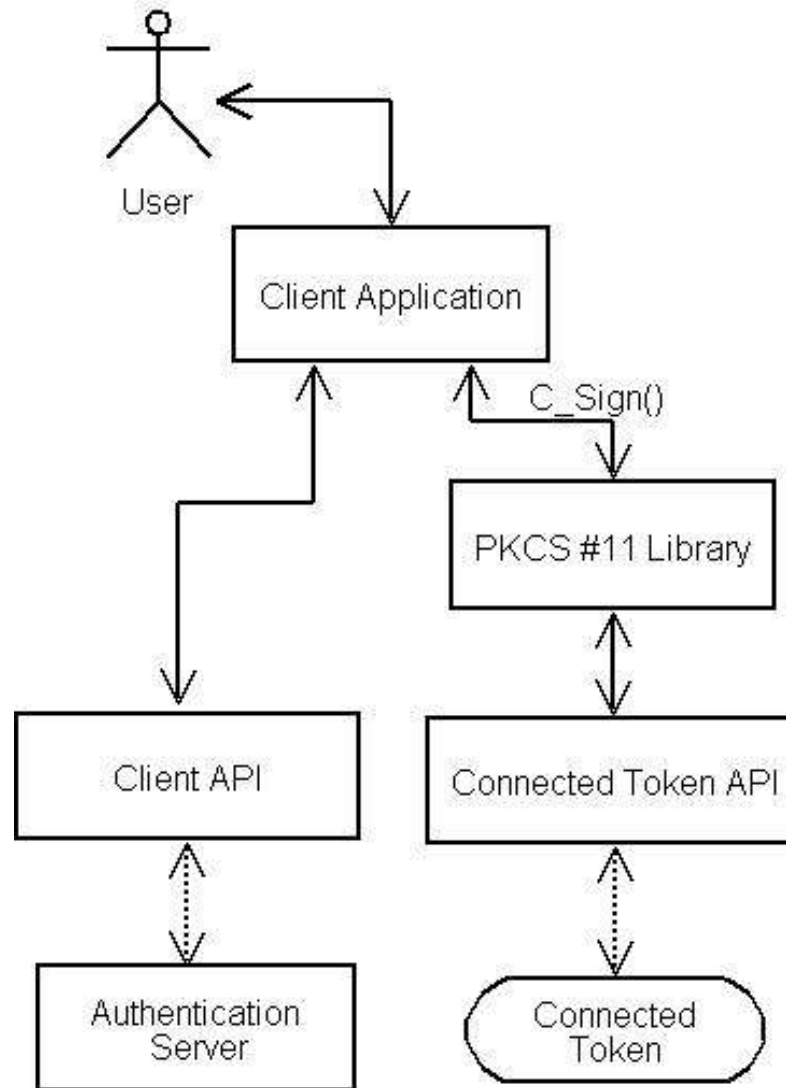 User
Client Application
C_Sign()
PKCS #11 Library
Client API
Connected Token API
Authentication
Server
Connected
Token